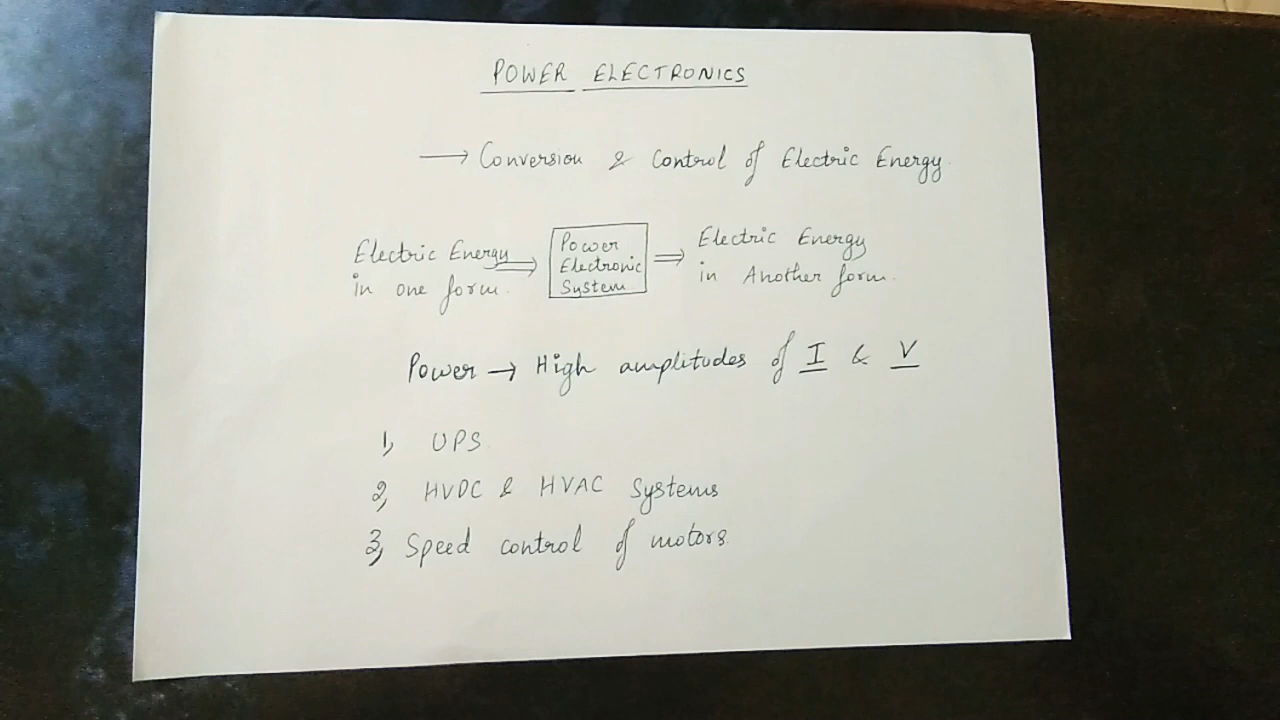 POWER ELECTRONICS
→ Conversion & Control of Electric Energy.
Electric Energy
in one form.
⇒
Power
Electronic
System
⇒
Electric Energy
in Another form.
Power → High amplitudes of I & V
1, UPS.
2, HVDC & HVAC Systems
3, Speed control of motors.